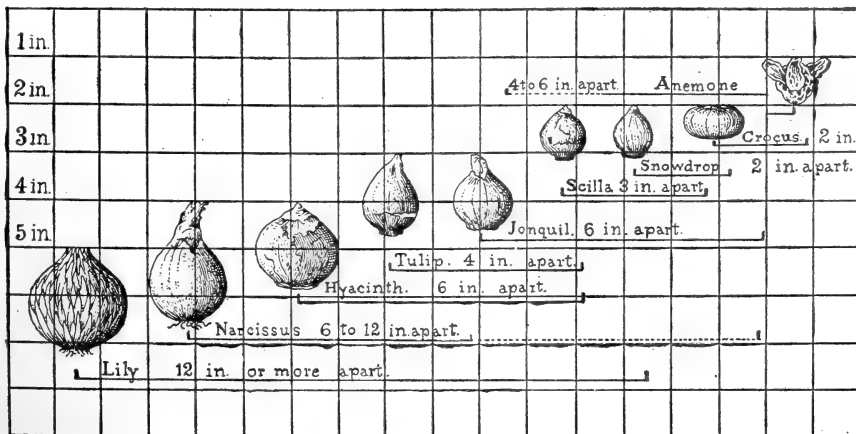 1 in.
2 in.
4 to 6 in. apart. Anemone
3 in.
Crocus. 2 in.
Snowdrop 2 in. apart.
4 in.
Scilla 3 in. apart.
5 in.
Jonquil. 6 in. apart.
Tulip. 4 in. apart.
Hyacinth. 6 in. apart.
Narcissus 6 to 12 in. apart.
Lily 12 in. or more apart.